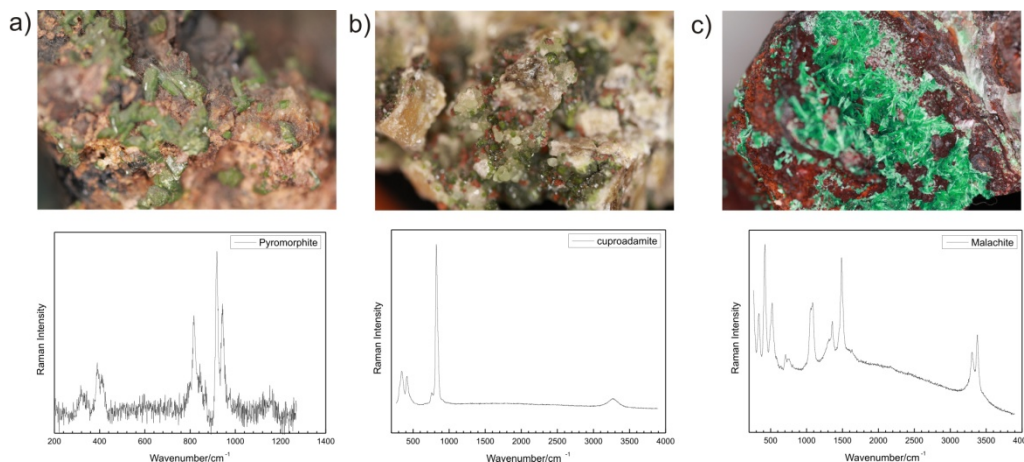 a)
b)
c)
Pyromorphite
Raman Intensity
200 400 600 800 1000 1200 1400
Wavenumber/cm-1
cuproadamite
Raman Intensity
500 1000 1500 2000 2500 3000 3500 4000
Wavenumber/cm-1
Malachite
Raman Intensity
500 1000 1500 2000 2500 3000 3500 4000
Wavenumber/cm-1